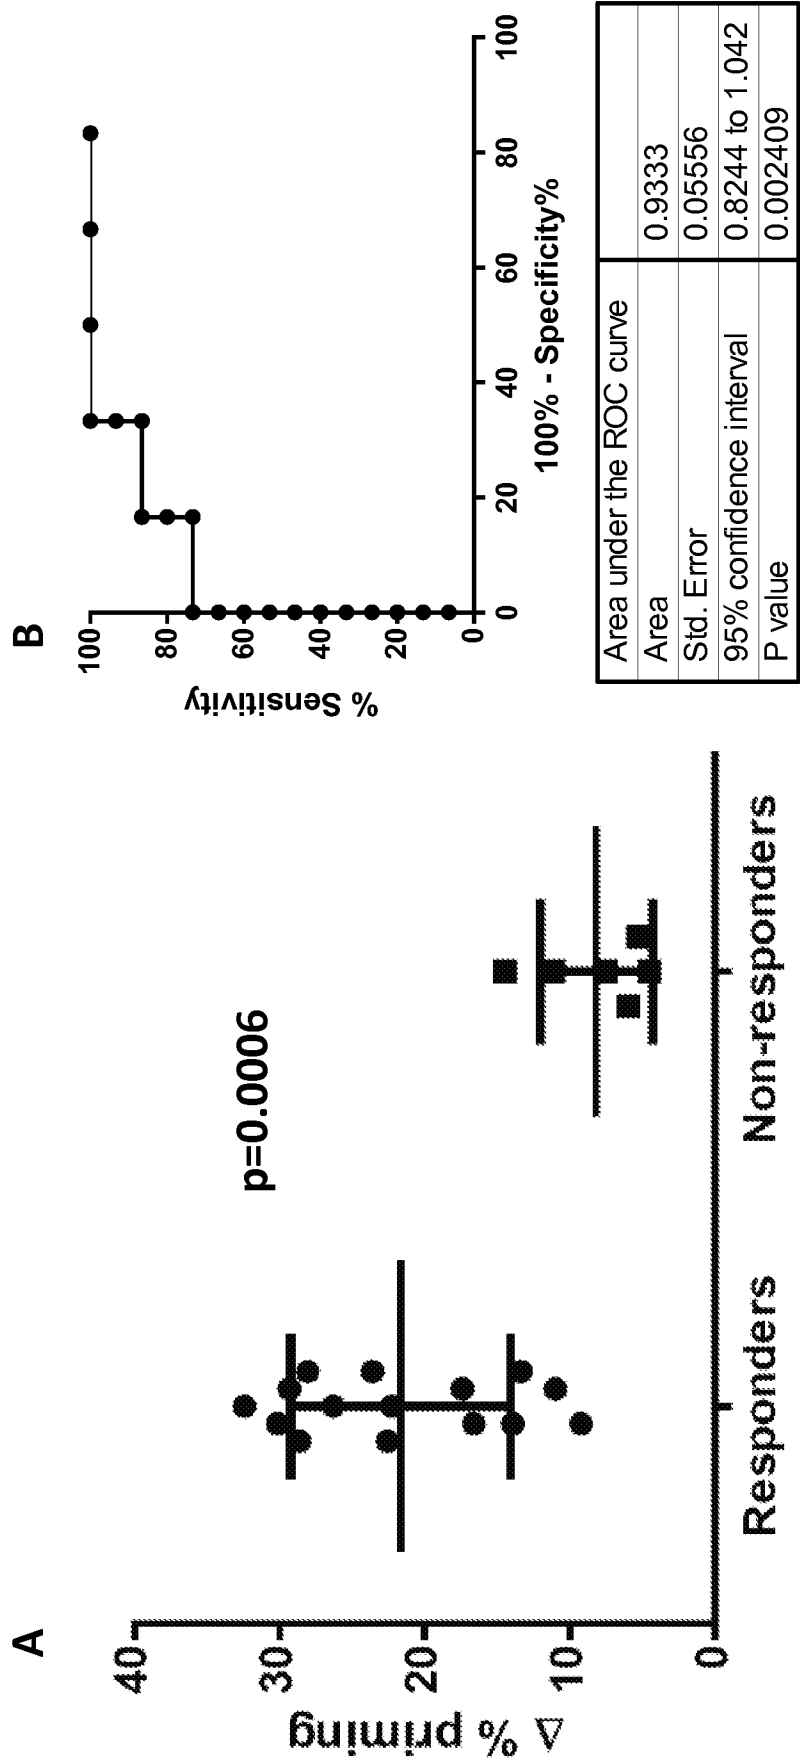 A
Δ % priming
40
30
20
10
0
p=0.0006
Responders
Non-responders
B
% Sensitivity
100
80
60
40
20
0
0
20
40
60
80
100
100% - Specificity%
Area under the ROC curve
Area 0.9333
Std. Error 0.05556
95% confidence interval 0.8244 to 1.042
P value 0.002409